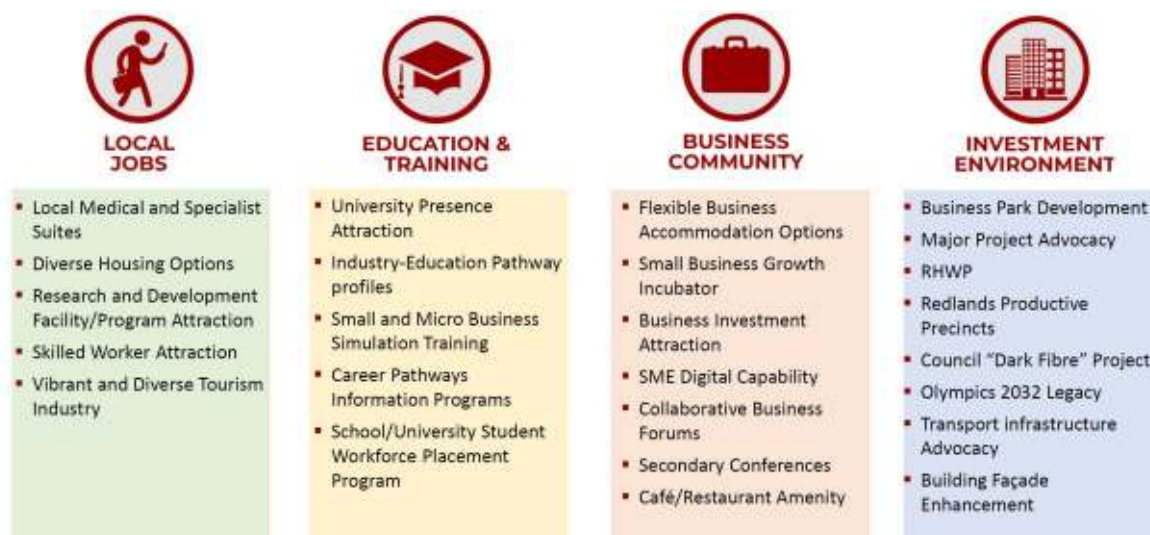 LOCAL
JOBS
▪ Local Medical and Specialist
Suites
▪ Diverse Housing Options
▪ Research and Development
Facility/Program Attraction
▪ Skilled Worker Attraction
▪ Vibrant and Diverse Tourism
Industry
EDUCATION &
TRAINING
▪ University Presence
Attraction
▪ Industry-Education Pathway
profiles
▪ Small and Micro Business
Simulation Training
▪ Career Pathways
Information Programs
▪ School/University Student
Workforce Placement
Program
BUSINESS
COMMUNITY
▪ Flexible Business
Accommodation Options
▪ Small Business Growth
Incubator
▪ Business Investment
Attraction
▪ SME Digital Capability
▪ Collaborative Business
Forums
▪ Secondary Conferences
▪ Café/Restaurant Amenity
INVESTMENT
ENVIRONMENT
▪ Business Park Development
▪ Major Project Advocacy
▪ RHWP
▪ Redlands Productive
Precincts
▪ Council “Dark Fibre” Project
▪ Olympics 2032 Legacy
▪ Transport infrastructure
Advocacy
▪ Building Façade
Enhancement